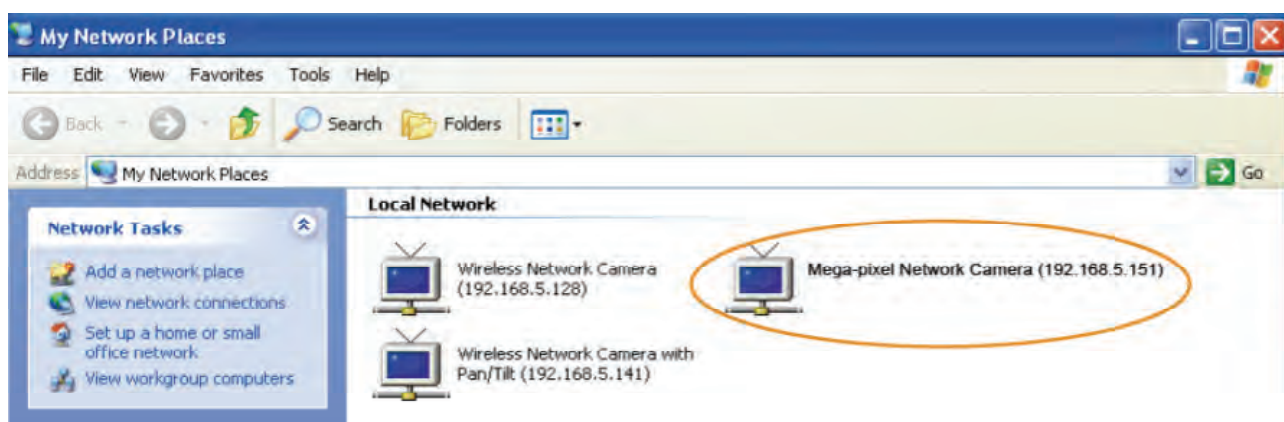 My Network Places
File Edit View Favorites Tools Help
Back Search Folders
Address My Network Places Go
Network Tasks
Add a network place
View network connections
Set up a home or small
office network
View workgroup computers
Local Network
Wireless Network Camera
(192.168.5.128)
Mega-pixel Network Camera (192.168.5.151)
Wireless Network Camera with
Pan/Tilt (192.168.5.141)